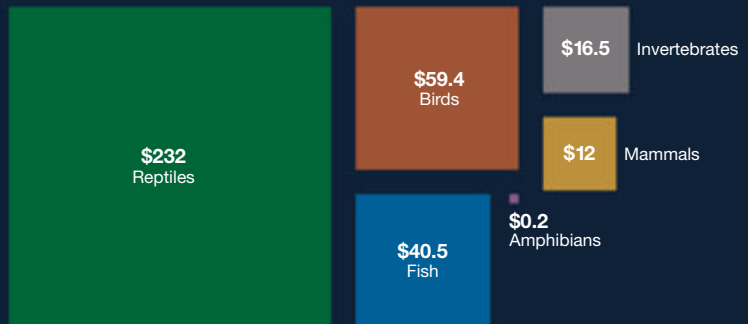 $232
Reptiles
$59.4
Birds
$40.5
Fish
$16.5
Invertebrates
$12
Mammals
$0.2
Amphibians